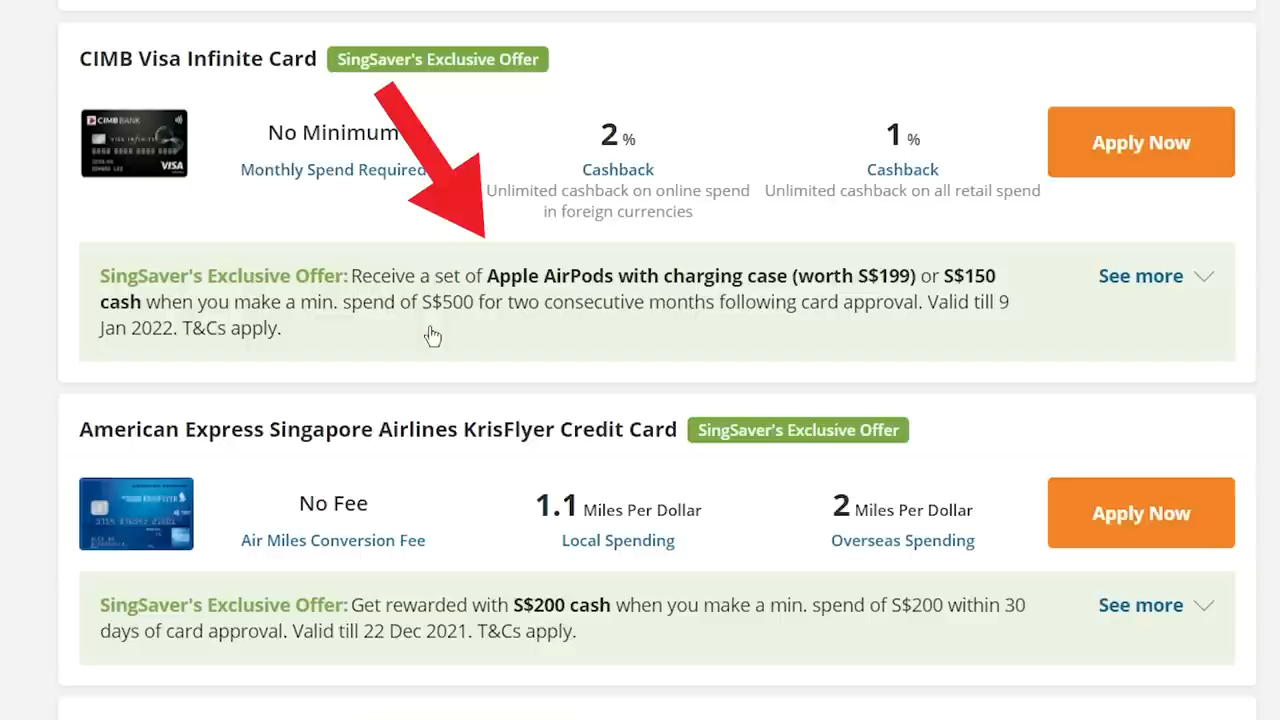 CIMB Visa Infinite Card SingSaver's Exclusive Offer
CIMB BANK
VISA INFINITE
VISA
No Minimum
Monthly Spend Required
2 %
Cashback
Unlimited cashback on online spend
in foreign currencies
1 %
Cashback
Unlimited cashback on all retail spend
Apply Now
SingSaver's Exclusive Offer: Receive a set of Apple AirPods with charging case (worth S$199) or S$150
cash when you make a min. spend of S$500 for two consecutive months following card approval. Valid till 9
Jan 2022. T&Cs apply.
See more
American Express Singapore Airlines KrisFlyer Credit Card SingSaver's Exclusive Offer
No Fee
Air Miles Conversion Fee
1.1 Miles Per Dollar
Local Spending
2 Miles Per Dollar
Overseas Spending
Apply Now
SingSaver's Exclusive Offer: Get rewarded with S$200 cash when you make a min. spend of S$200 within 30
days of card approval. Valid till 22 Dec 2021. T&Cs apply.
See more